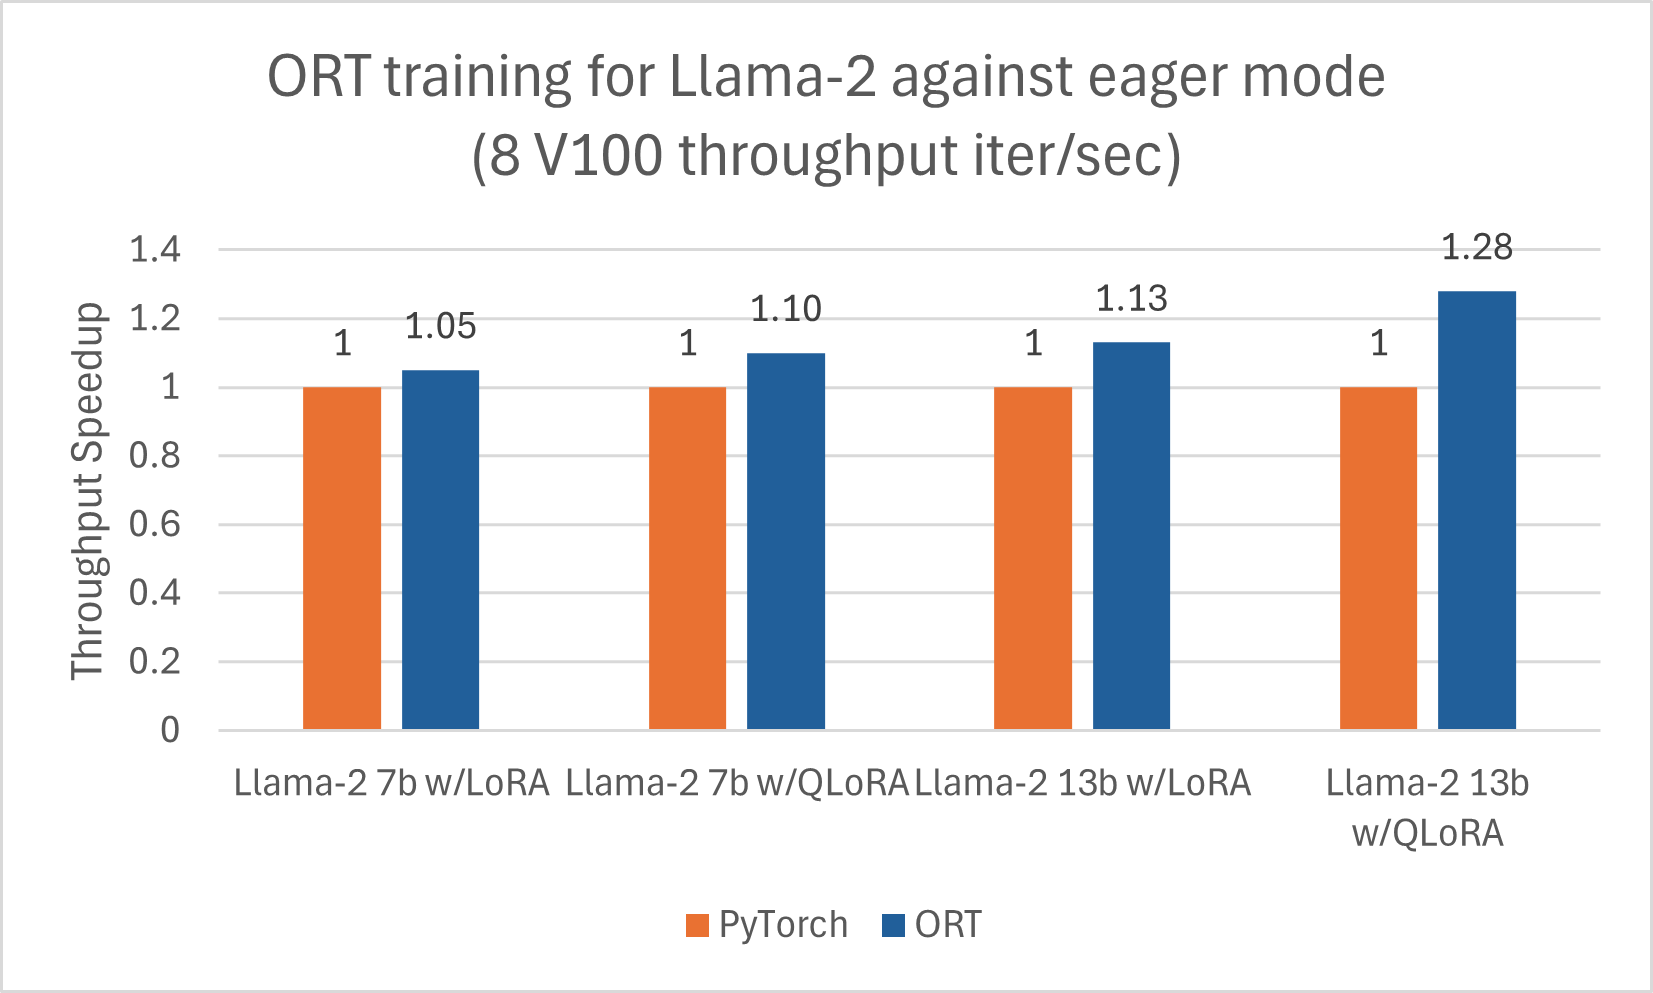 ORT training for Llama-2 against eager mode
(8 V100 throughput iter/sec)
Throughput Speedup
1.4
1.2
1
0.8
0.6
0.4
0.2
0
1
1.05
1
1.10
1
1.13
1
1.28
Llama-2 7b w/LoRA
Llama-2 7b w/QLoRA
Llama-2 13b w/LoRA
Llama-2 13b
w/QLoRA
PyTorch
ORT